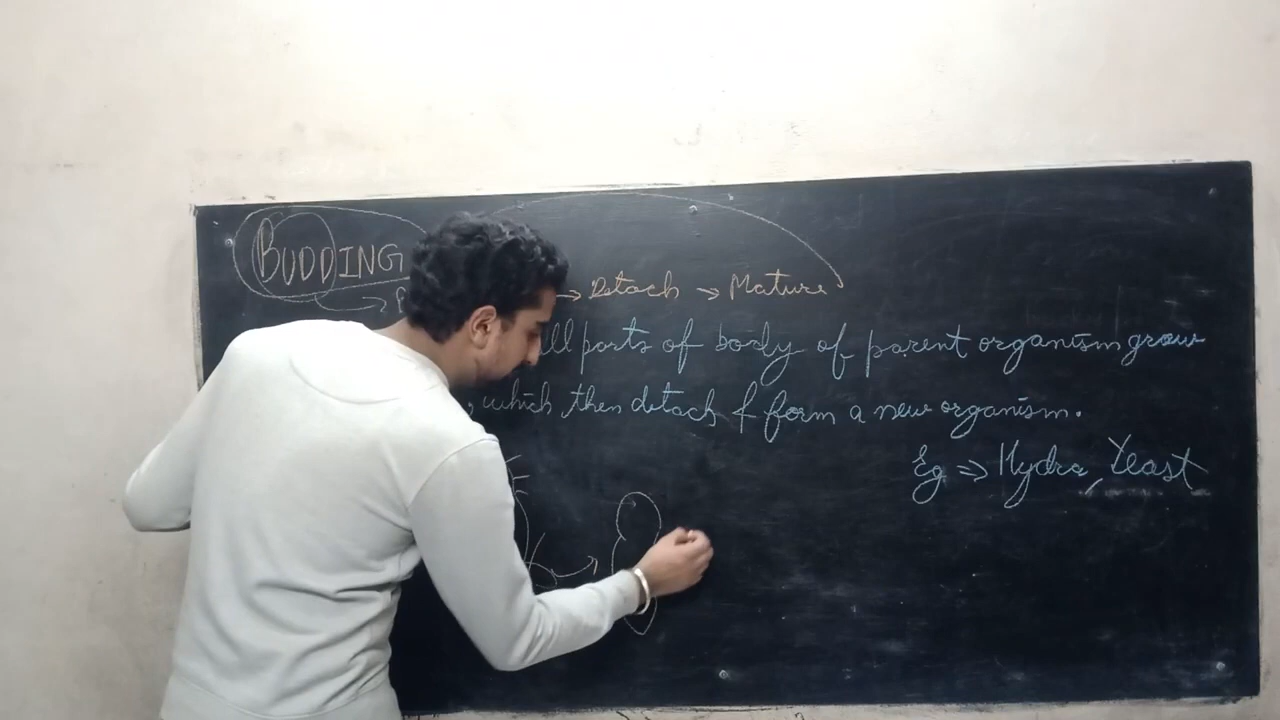 BUDDING
→ Detach → Mature
all parts of body of parent organism grow
, which then detach & form a new organism.
Eg ⇒ Hydra, Yeast